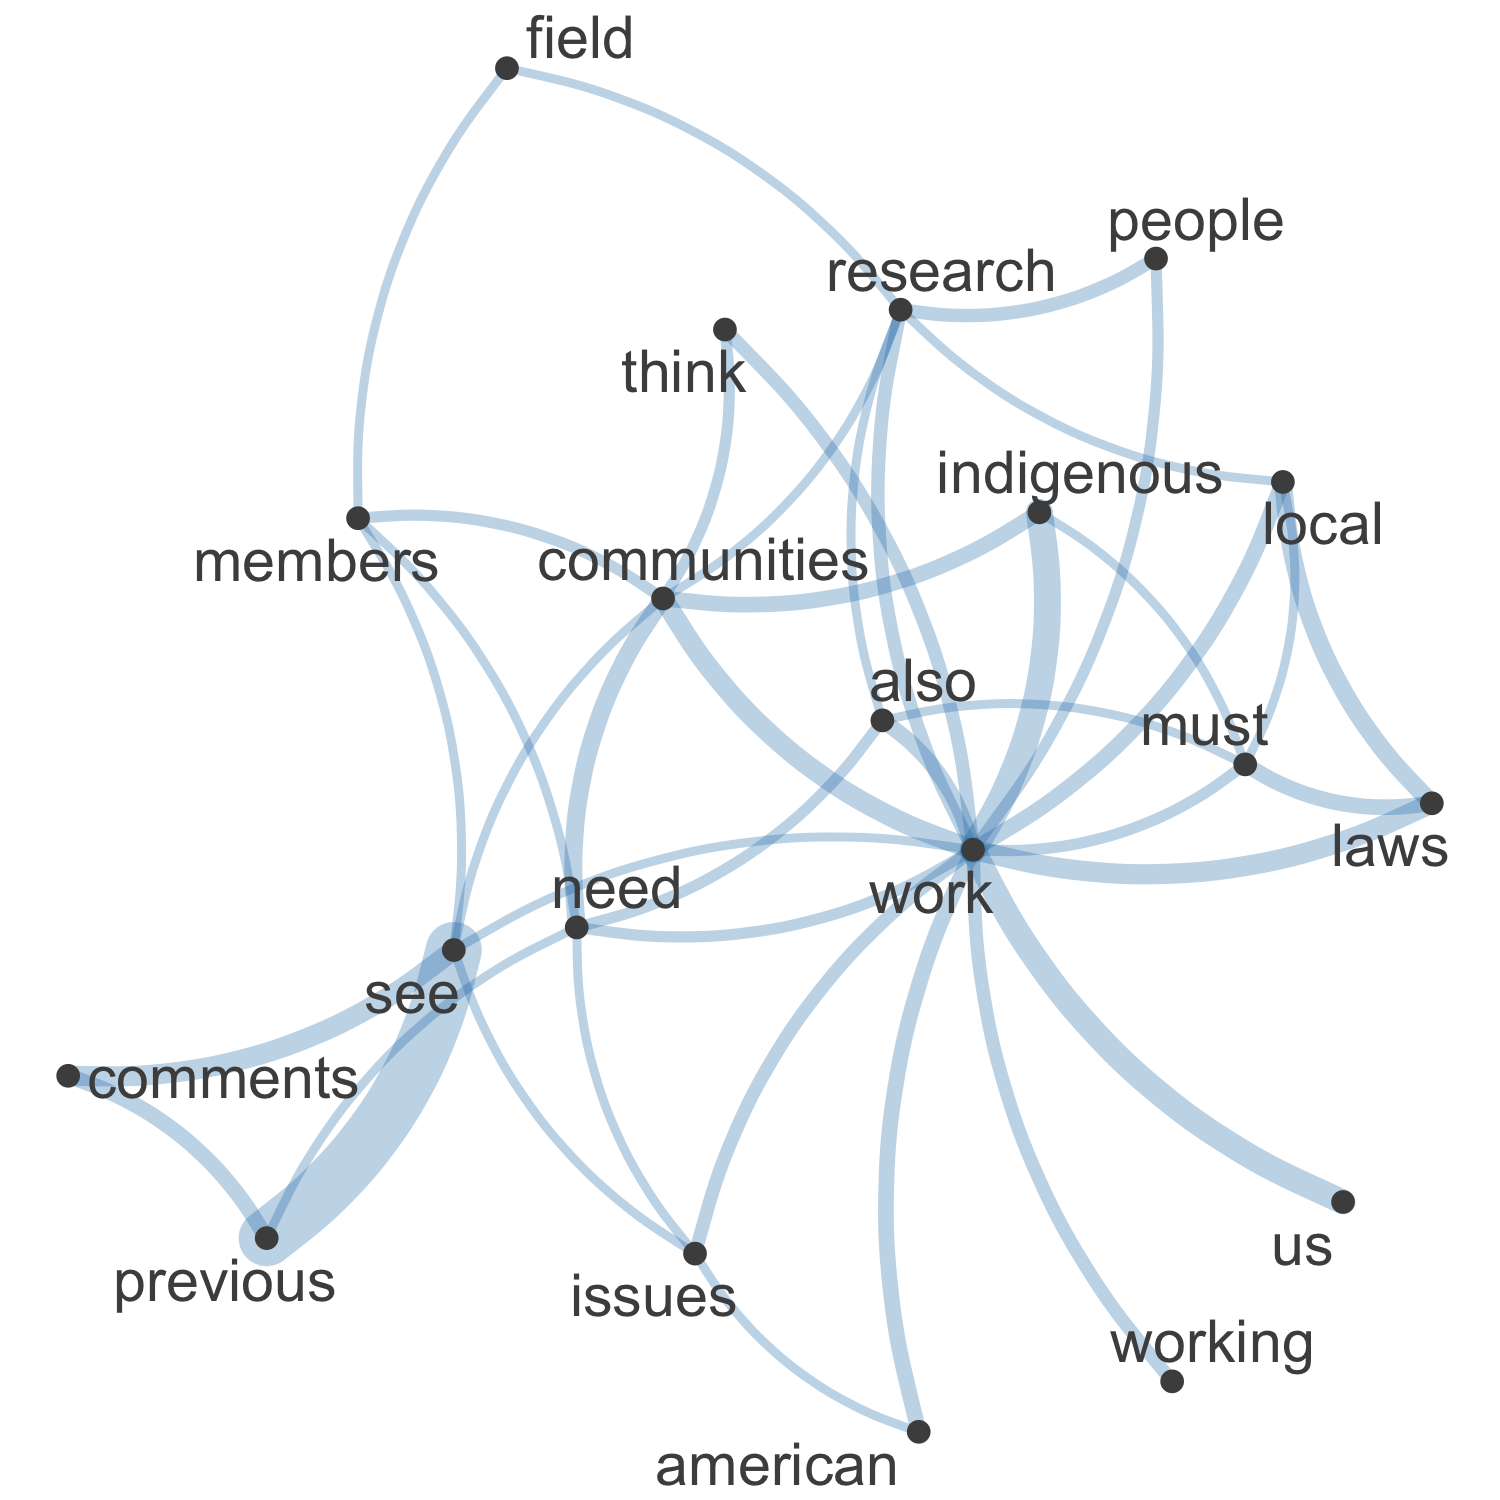 field
people
research
think
indigenous
local
members
communities
also
must
laws
need
work
see
comments
us
previous
issues
working
american